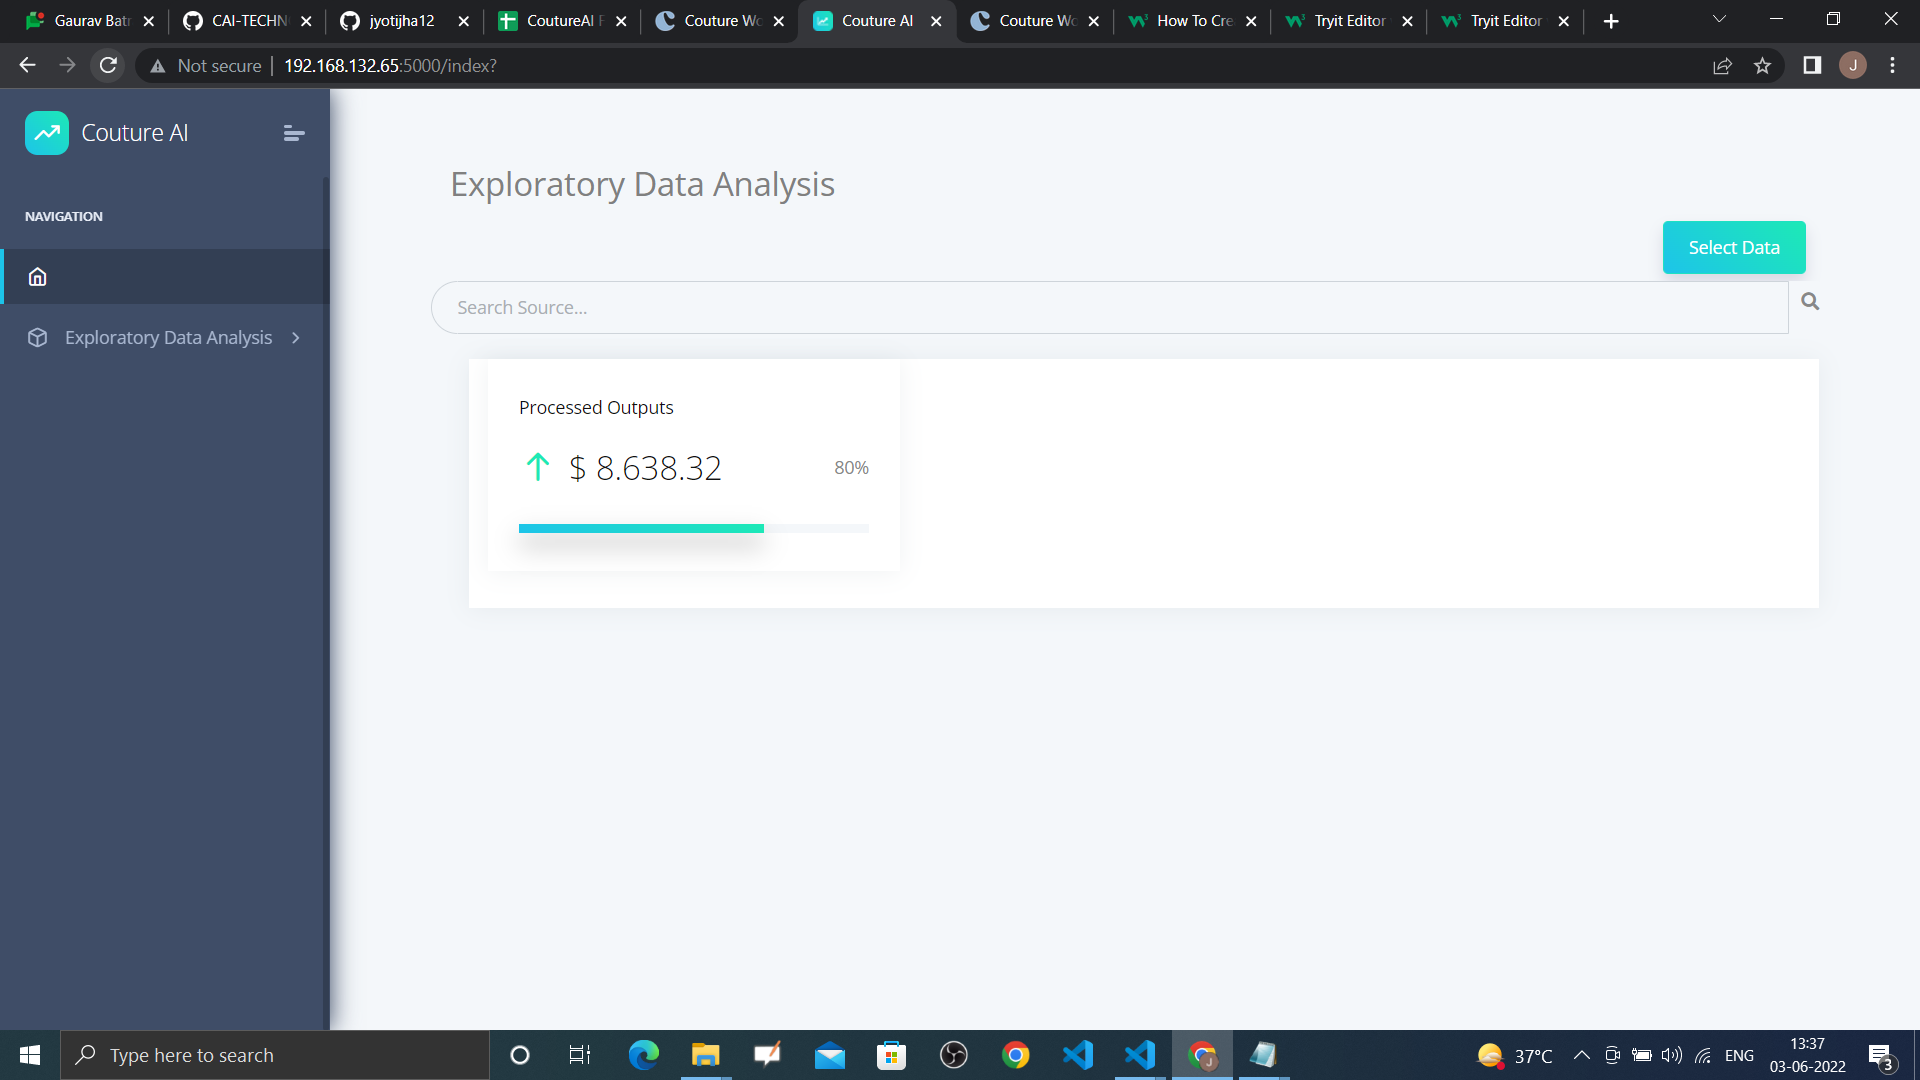 Gaurav Batr
CAI-TECHN
jyotijha12
CoutureAI F
Couture Wo
Couture AI
Couture Wo
How To Cre
Tryit Editor
Tryit Editor
Not secure
192.168.132.65:5000/index?
J
Couture AI
NAVIGATION
Exploratory Data Analysis
Exploratory Data Analysis
Select Data
Search Source...
Processed Outputs
$ 8.638.32
80%
Type here to search
37°C
ENG
13:37
03-06-2022
3